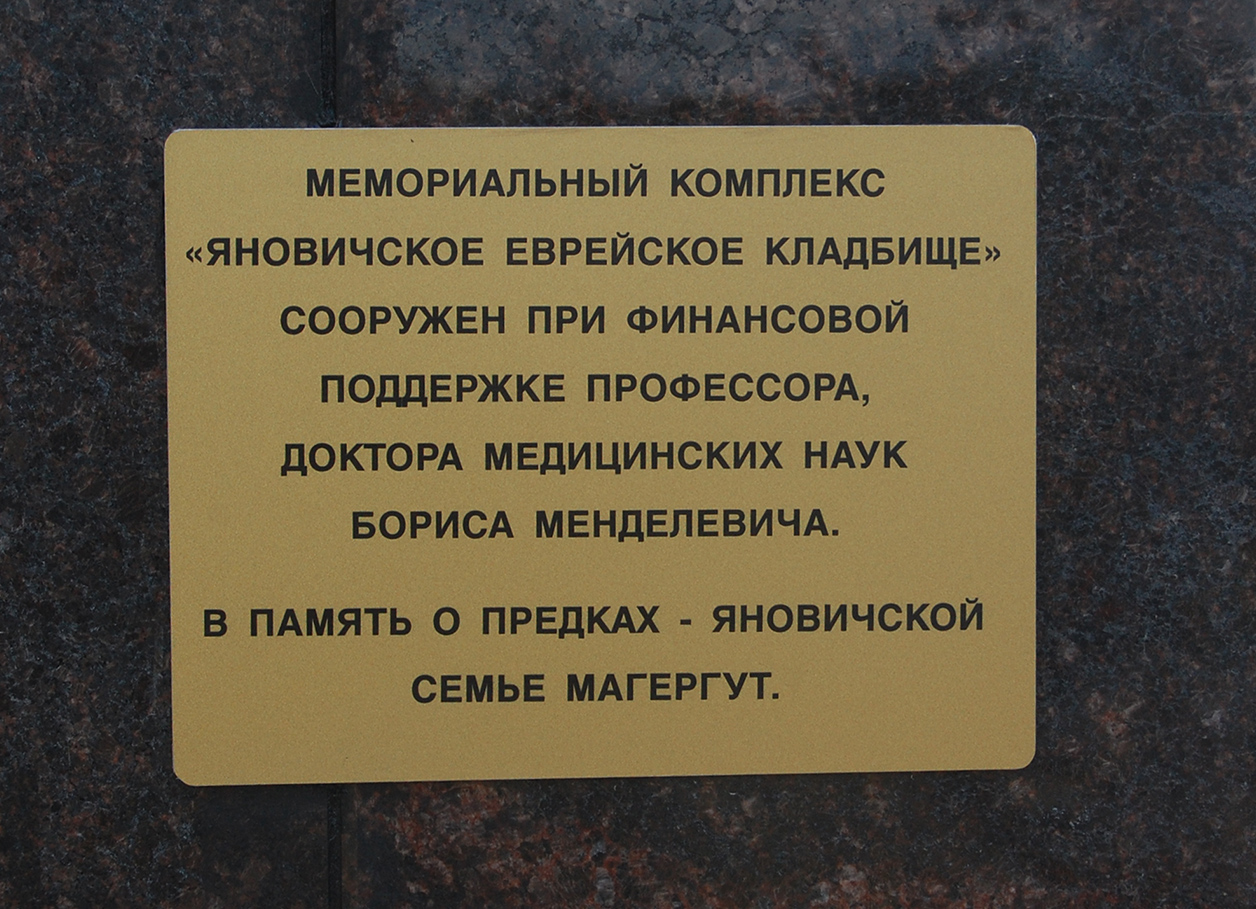 МЕМОРИАЛЬНЫЙ КОМПЛЕКС
«ЯНОВИЧСКОЕ ЕВРЕЙСКОЕ КЛАДБИЩЕ»
СООРУЖЕН ПРИ ФИНАНСОВОЙ
ПОДДЕРЖКЕ ПРОФЕССОРА,
ДОКТОРА МЕДИЦИНСКИХ НАУК
БОРИСА МЕНДЕЛЕВИЧА.
В ПАМЯТЬ О ПРЕДКАХ - ЯНОВИЧСКОЙ
СЕМЬЕ МАГЕРГУТ.